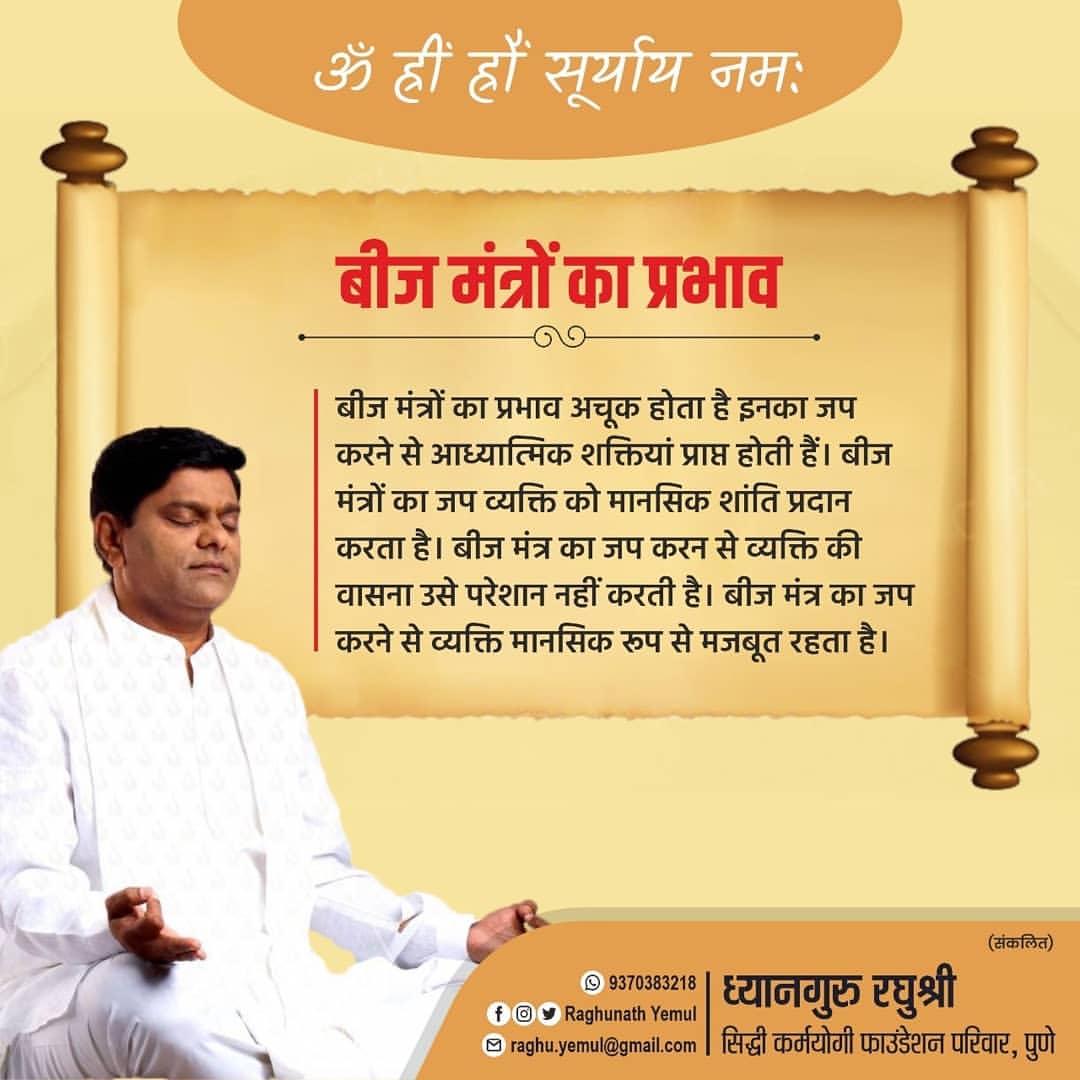 ॐ ह्रीं ह्रौं सूर्याय नम:
बीज मंत्रों का प्रभाव
बीज मंत्रों का प्रभाव अचूक होता है इनका जप
करने से आध्यात्मिक शक्तियां प्राप्त होती हैं। बीज
मंत्रों का जप व्यक्ति को मानसिक शांति प्रदान
करता है। बीज मंत्र का जप करन से व्यक्ति की
वासना उसे परेशान नहीं करती है। बीज मंत्र का जप
करने से व्यक्ति मानसिक रूप से मजबूत रहता है।
(संकलित)
9370383218
Raghunath Yemul
raghu.yemul@gmail.com
ध्यानगुरु रघुश्री
सिद्धी कर्मयोगी फाउंडेशन परिवार, पुणे